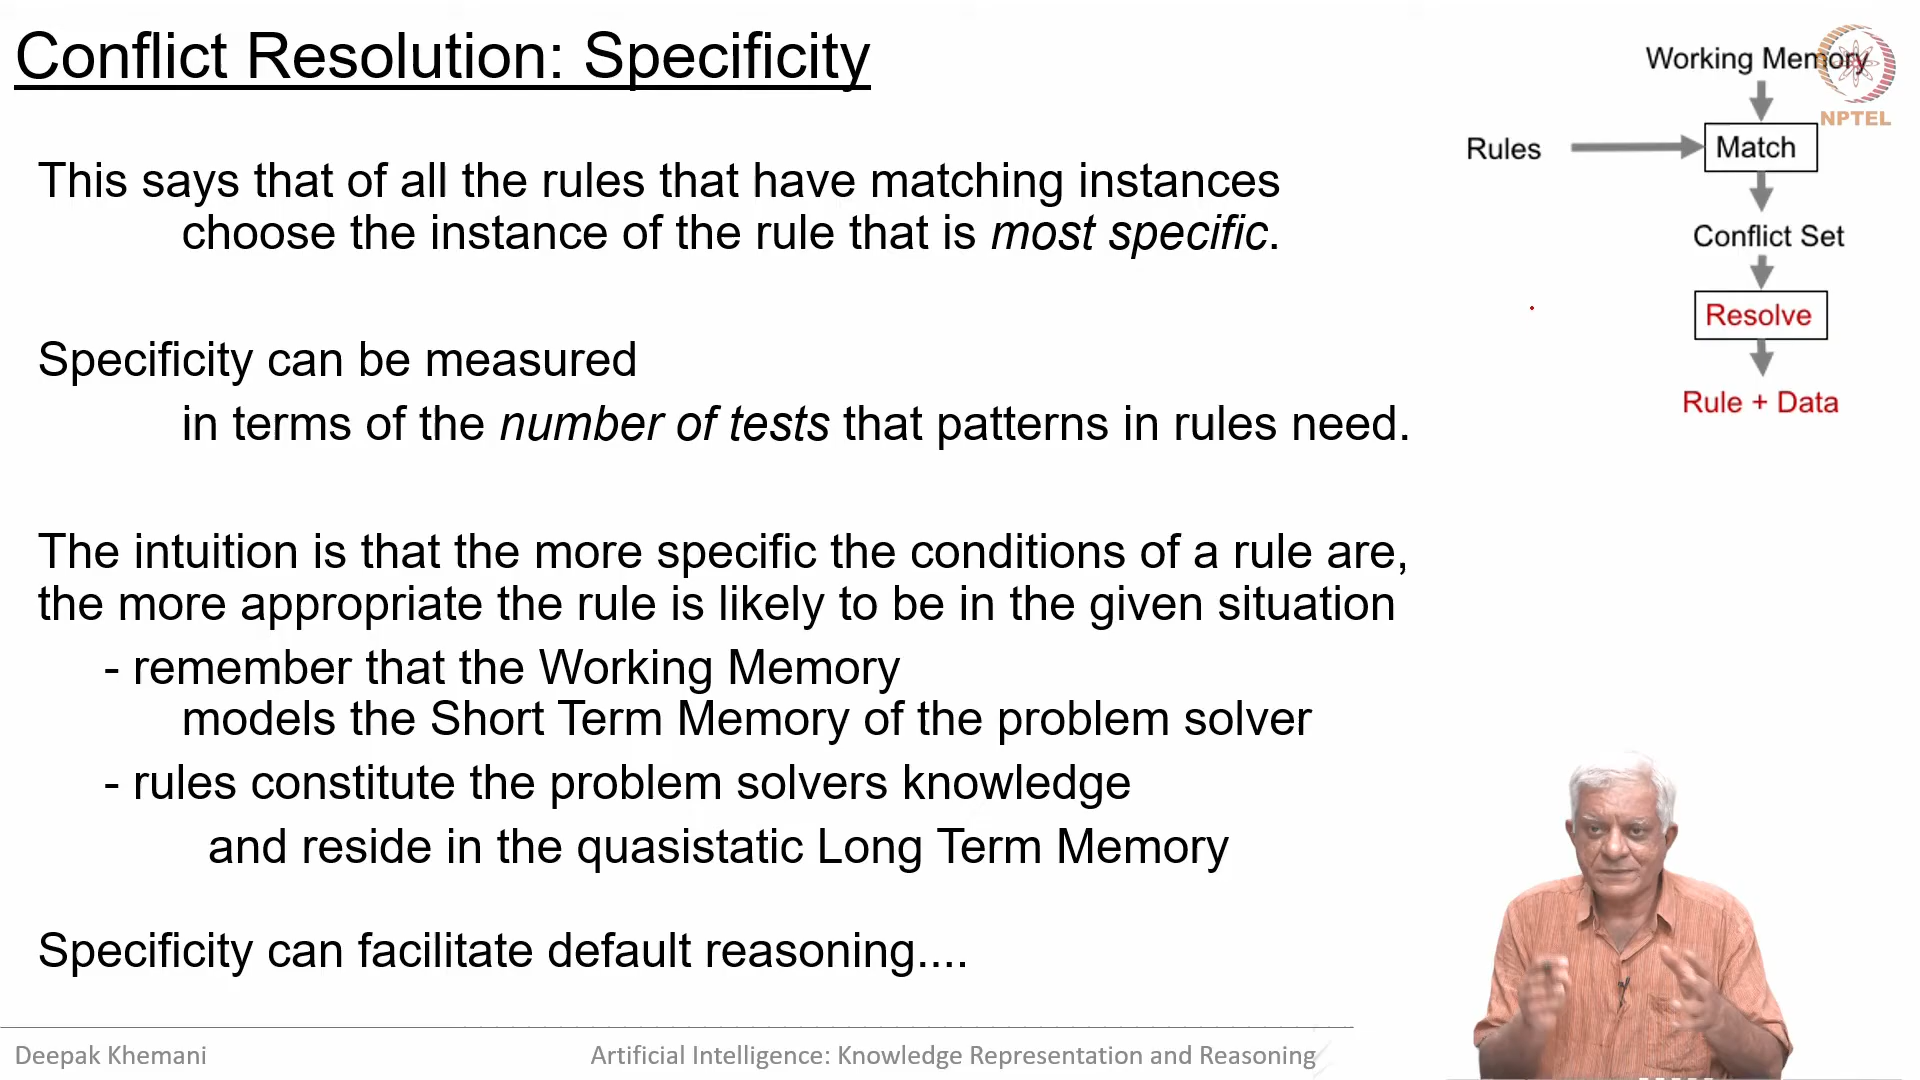 Conflict Resolution: Specificity
This says that of all the rules that have matching instances
choose the instance of the rule that is most specific.
Specificity can be measured
in terms of the number of tests that patterns in rules need.
The intuition is that the more specific the conditions of a rule are,
the more appropriate the rule is likely to be in the given situation
- remember that the Working Memory
models the Short Term Memory of the problem solver
- rules constitute the problem solvers knowledge
and reside in the quasistatic Long Term Memory
Specificity can facilitate default reasoning....
Working Memory
NPTEL
Rules
Match
Conflict Set
Resolve
Rule + Data
Deepak Khemani
Artificial Intelligence: Knowledge Representation and Reasoning